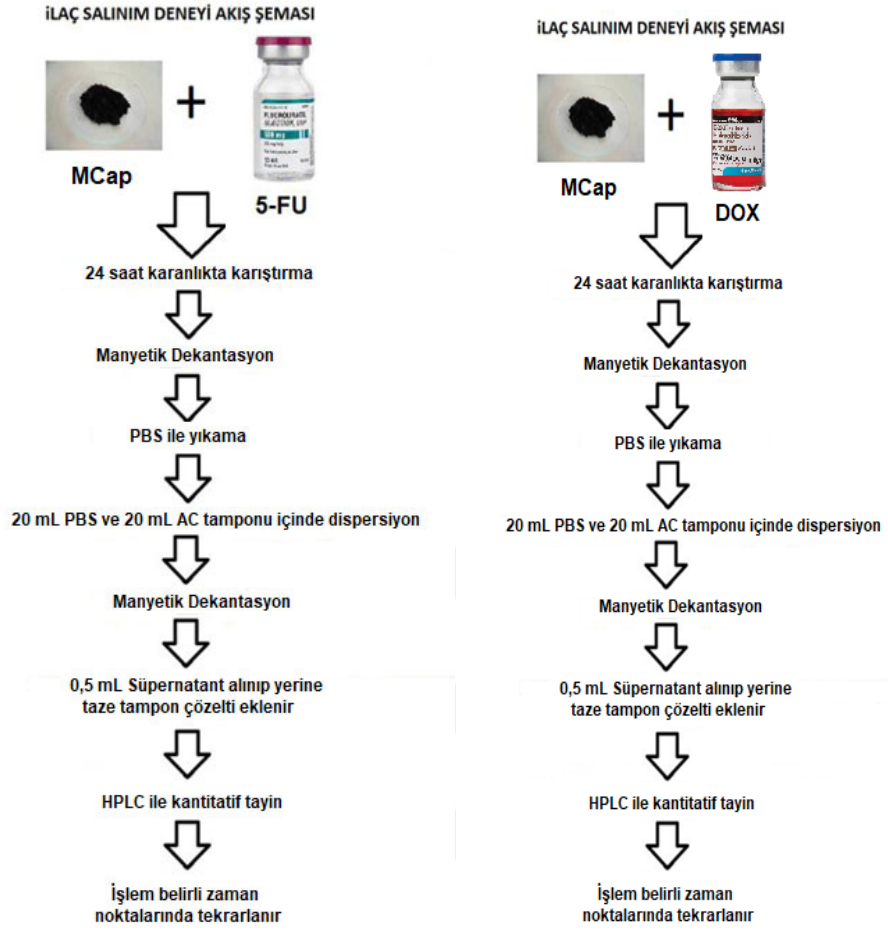 iLAÇ SALINIM DENEYİ AKIŞ ŞEMASI
+
MCap
5-FU
24 saat karanlıkta karıştırma
Manyetik Dekantasyon
PBS ile yıkama
20 mL PBS ve 20 mL AC tamponu içinde dispersiyon
Manyetik Dekantasyon
0,5 mL Süpernatant alınıp yerine
taze tampon çözelti eklenir
HPLC ile kantitatif tayin
İşlem belirli zaman
noktalarında tekrarlanır
iLAÇ SALINIM DENEYİ AKIŞ ŞEMASI
+
MCap
DOX
24 saat karanlıkta karıştırma
Manyetik Dekantasyon
PBS ile yıkama
20 mL PBS ve 20 mL AC tamponu içinde dispersiyon
Manyetik Dekantasyon
0,5 mL Süpernatant alınıp yerine
taze tampon çözelti eklenir
HPLC ile kantitatif tayin
İşlem belirli zaman
noktalarında tekrarlanır